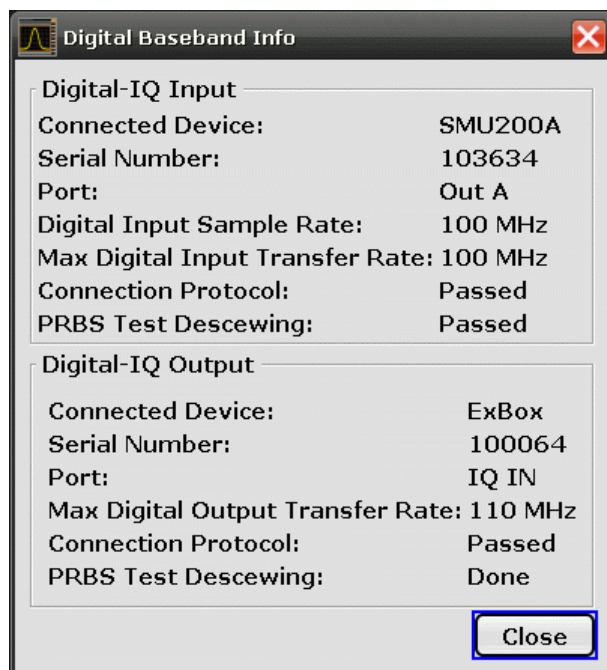 Digital Baseband Info
Digital-IQ Input
Connected Device: SMU200A
Serial Number: 103634
Port: Out A
Digital Input Sample Rate: 100 MHz
Max Digital Input Transfer Rate: 100 MHz
Connection Protocol: Passed
PRBS Test Descewing: Passed
Digital-IQ Output
Connected Device: ExBox
Serial Number: 100064
Port: IQ IN
Max Digital Output Transfer Rate: 110 MHz
Connection Protocol: Passed
PRBS Test Descewing: Done
Close